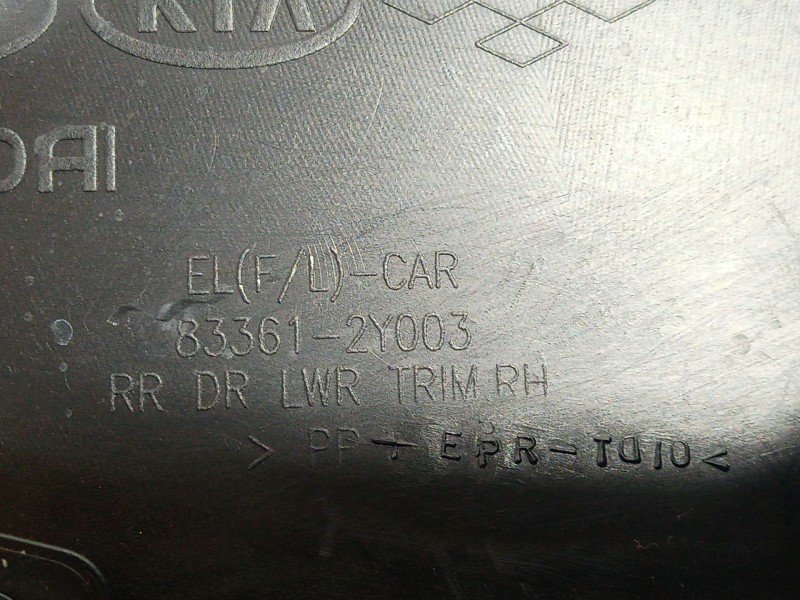 KIA
DAI
EL(F/L)-CAR
83361-2Y003
RR DR LWR TRIM RH
>PP+EPR-TD10<